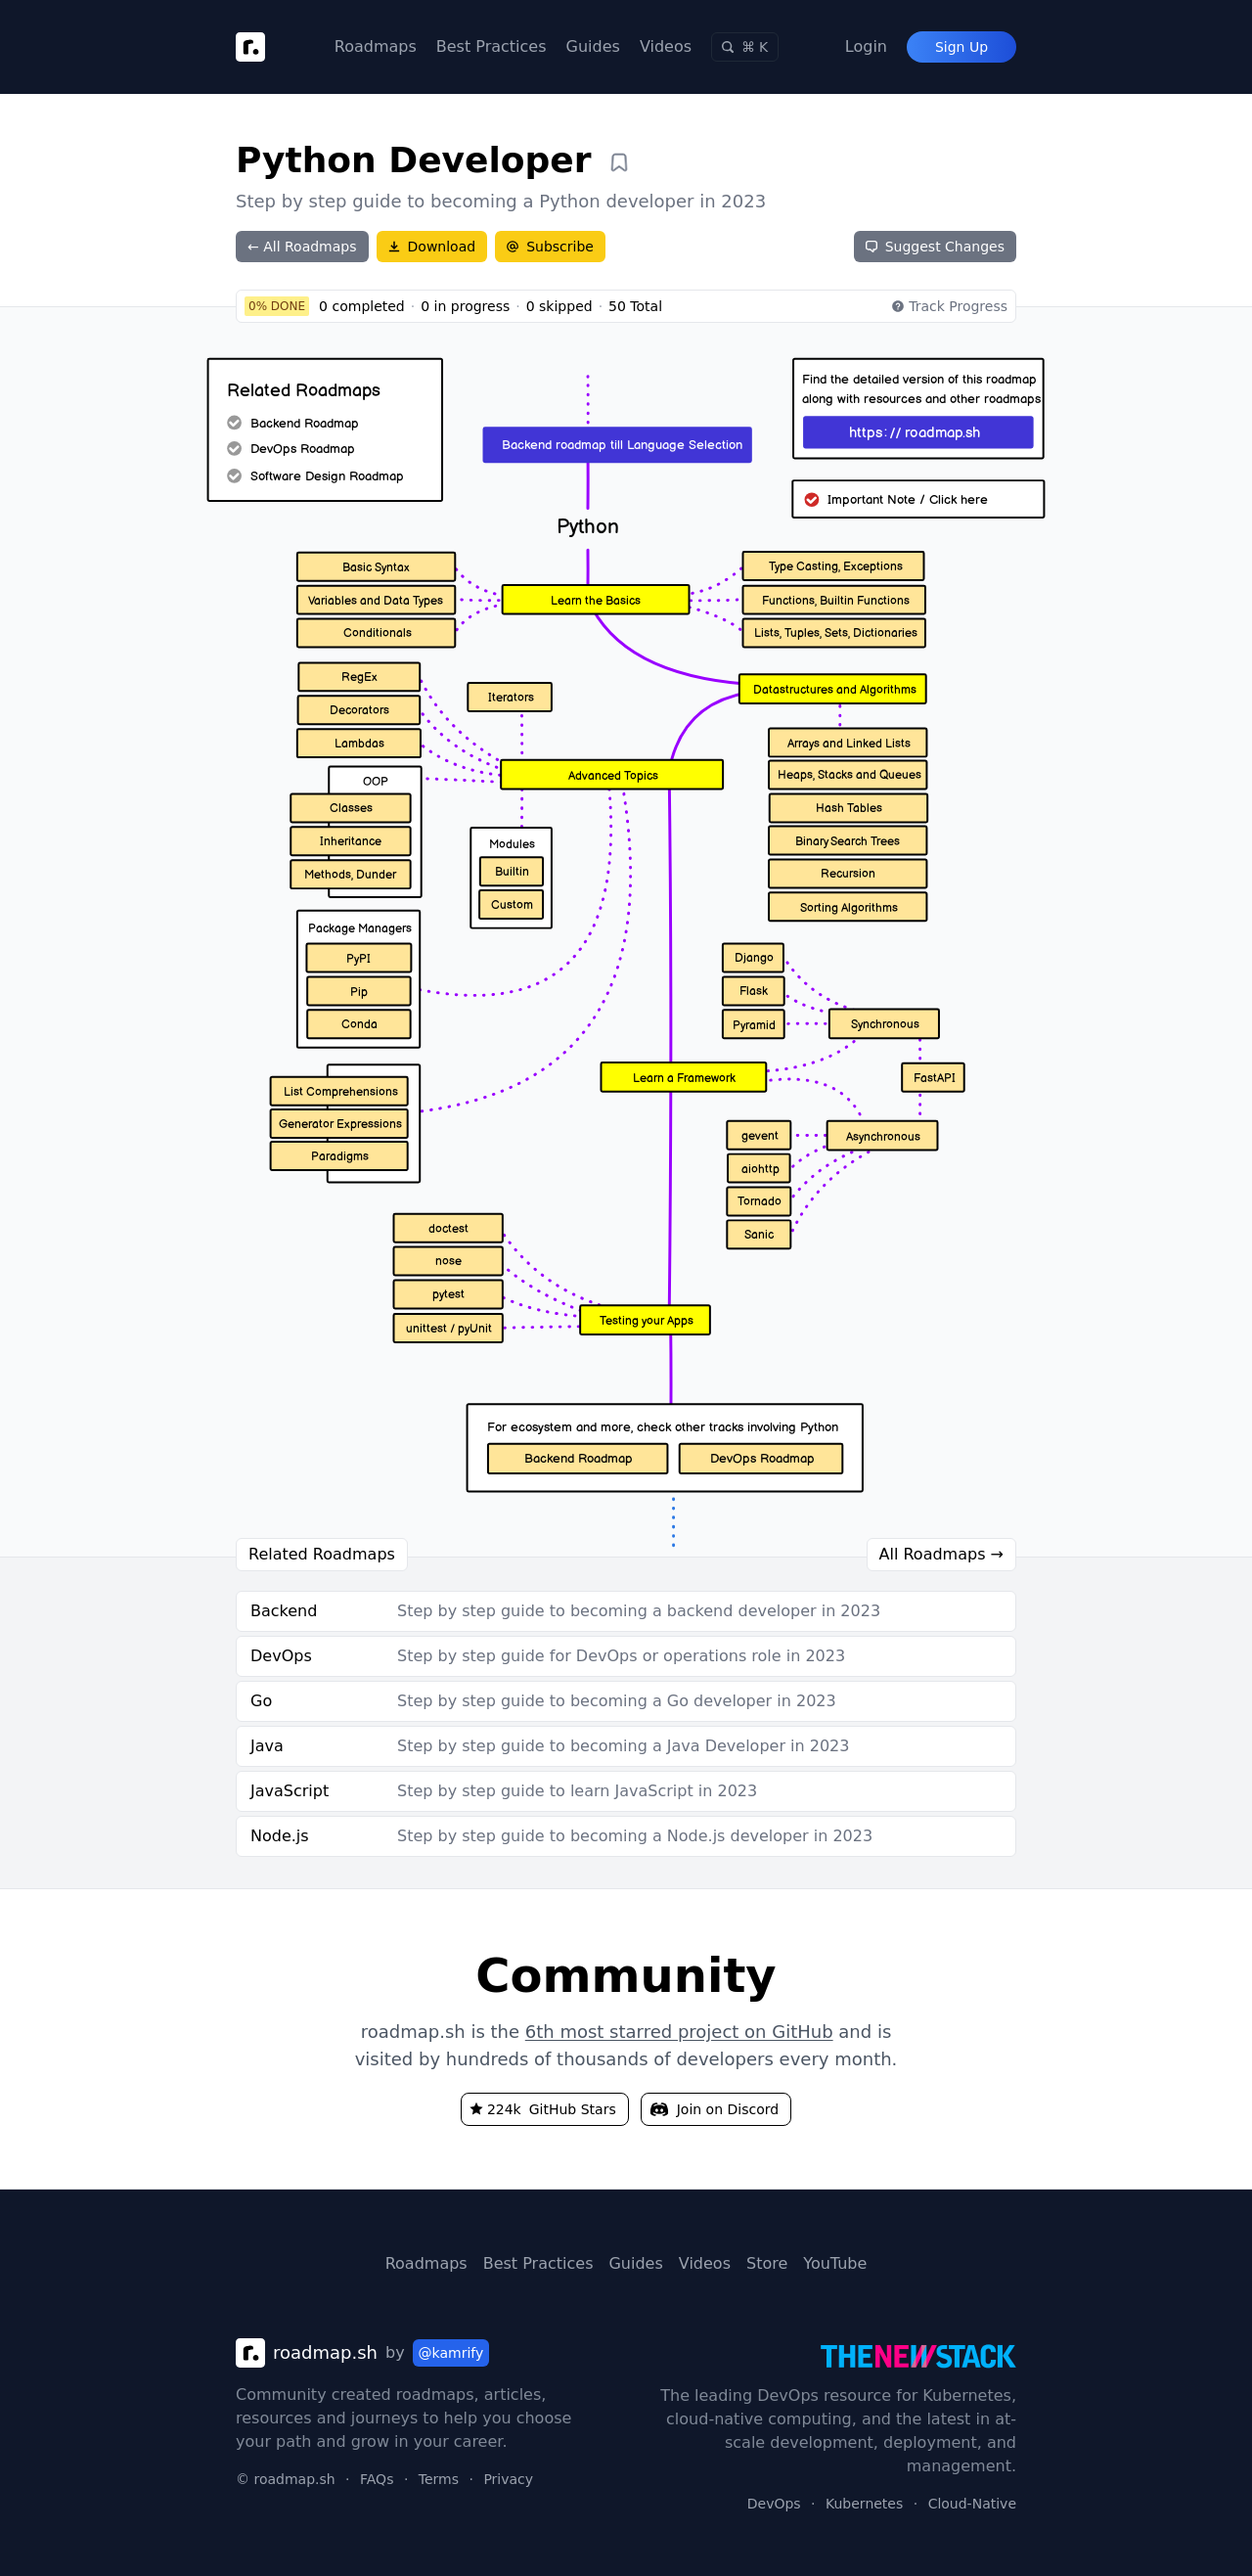 r.
Roadmaps Best Practices Guides Videos ⌘ K Login Sign Up
Python Developer
Step by step guide to becoming a Python developer in 2023
← All Roadmaps Download Subscribe Suggest Changes
0% DONE 0 completed · 0 in progress · 0 skipped · 50 Total Track Progress
Related Roadmaps
Backend Roadmap
DevOps Roadmap
Software Design Roadmap
Backend roadmap till Language Selection
Find the detailed version of this roadmap
along with resources and other roadmaps
https://roadmap.sh
Important Note / Click here
Python
Basic Syntax
Variables and Data Types
Conditionals
Learn the Basics
Type Casting, Exceptions
Functions, Builtin Functions
Lists, Tuples, Sets, Dictionaries
RegEx
Decorators
Lambdas
Iterators
Datastructures and Algorithms
Arrays and Linked Lists
Heaps, Stacks and Queues
Hash Tables
Binary Search Trees
Recursion
Sorting Algorithms
Advanced Topics
OOP
Classes
Inheritance
Methods, Dunder
Modules
Builtin
Custom
Package Managers
PyPI
Pip
Conda
Django
Flask
Pyramid
Synchronous
Learn a Framework
FastAPI
List Comprehensions
Generator Expressions
Paradigms
gevent
aiohttp
Tornado
Sanic
Asynchronous
doctest
nose
pytest
unittest / pyUnit
Testing your Apps
For ecosystem and more, check other tracks involving Python
Backend Roadmap DevOps Roadmap
Related Roadmaps All Roadmaps →
Backend Step by step guide to becoming a backend developer in 2023
DevOps Step by step guide for DevOps or operations role in 2023
Go Step by step guide to becoming a Go developer in 2023
Java Step by step guide to becoming a Java Developer in 2023
JavaScript Step by step guide to learn JavaScript in 2023
Node.js Step by step guide to becoming a Node.js developer in 2023
Community
roadmap.sh is the 6th most starred project on GitHub and is
visited by hundreds of thousands of developers every month.
224k GitHub Stars Join on Discord
Roadmaps Best Practices Guides Videos Store YouTube
r. roadmap.sh by @kamrify
Community created roadmaps, articles,
resources and journeys to help you choose
your path and grow in your career.
© roadmap.sh · FAQs · Terms · Privacy
THENEWSTACK
The leading DevOps resource for Kubernetes,
cloud-native computing, and the latest in at-
scale development, deployment, and
management.
DevOps · Kubernetes · Cloud-Native